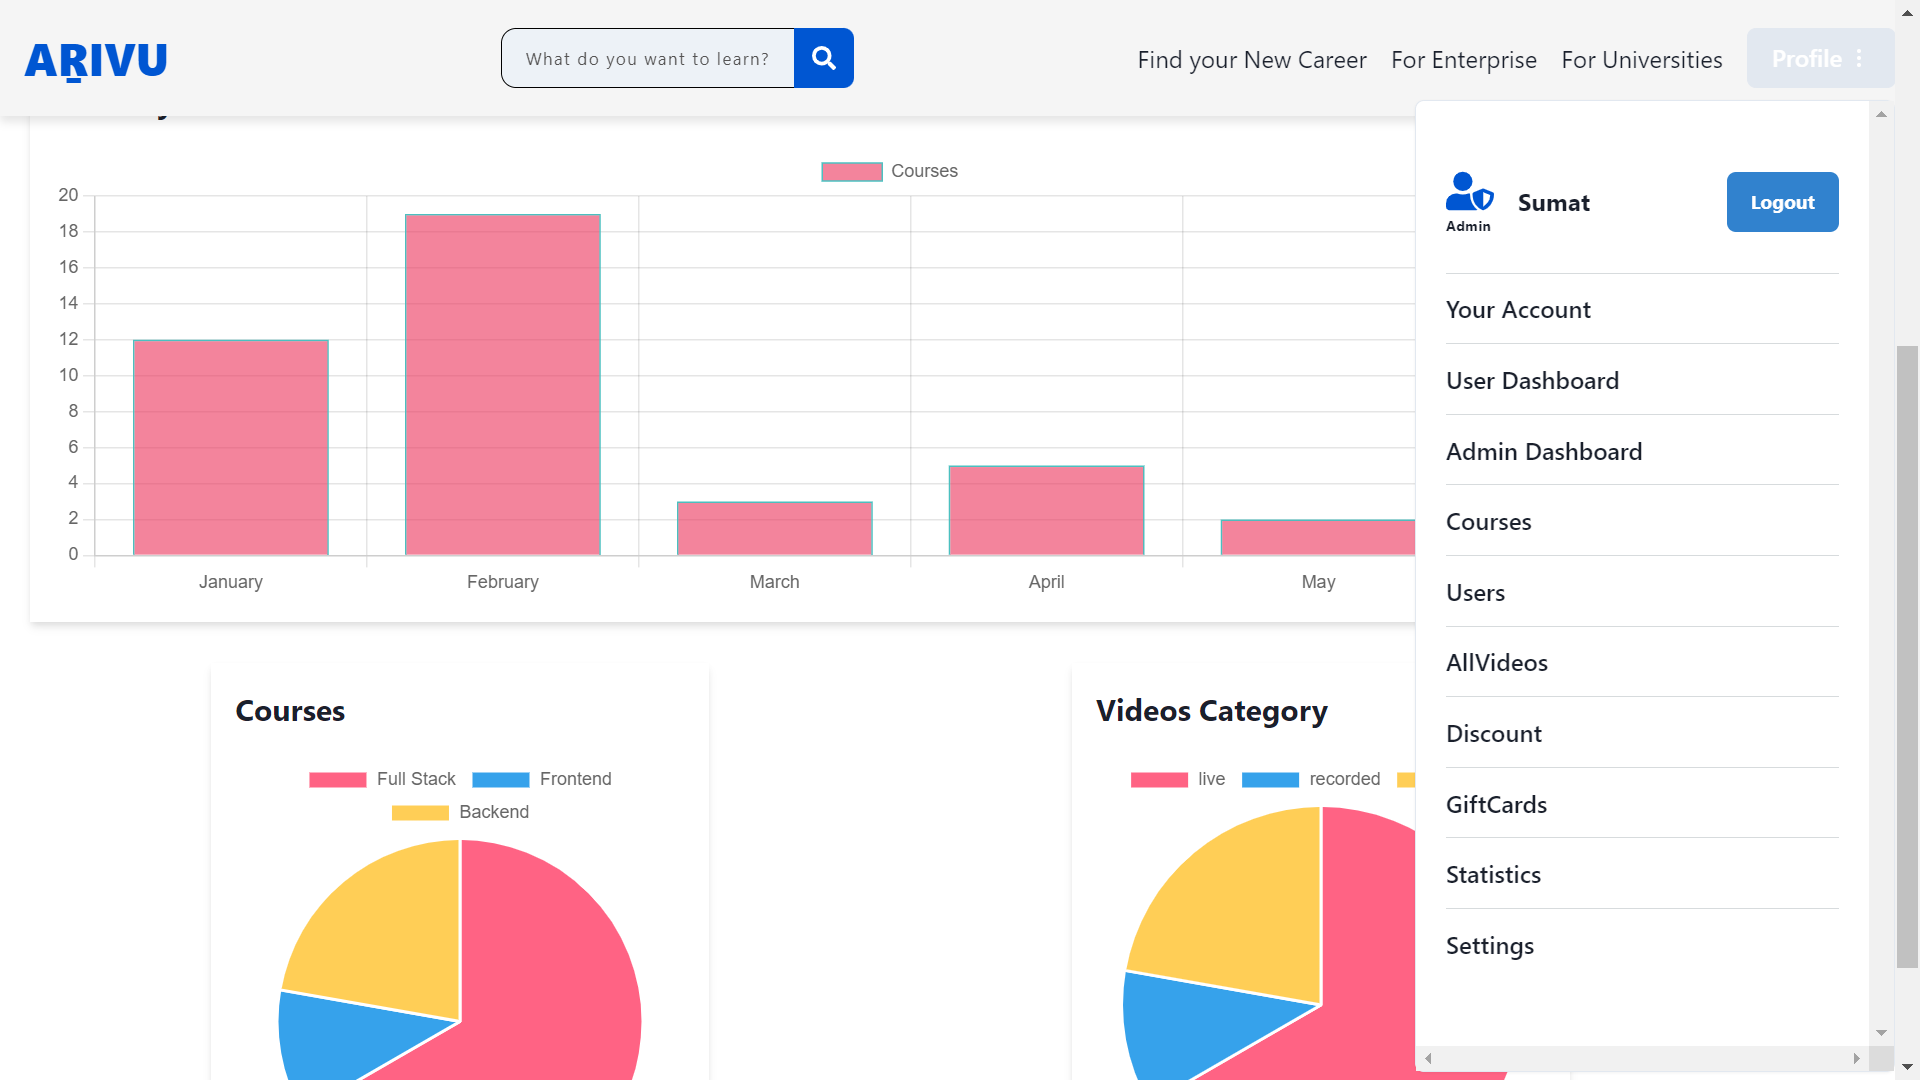 AṞIVU
What do you want to learn?
Find your New Career
For Enterprise
For Universities
Profile
Courses
20
18
16
14
12
10
8
6
4
2
0
January
February
March
April
May
Courses
Full Stack
Frontend
Backend
Videos Category
live
recorded
Admin
Sumat
Logout
Your Account
User Dashboard
Admin Dashboard
Courses
Users
AllVideos
Discount
GiftCards
Statistics
Settings